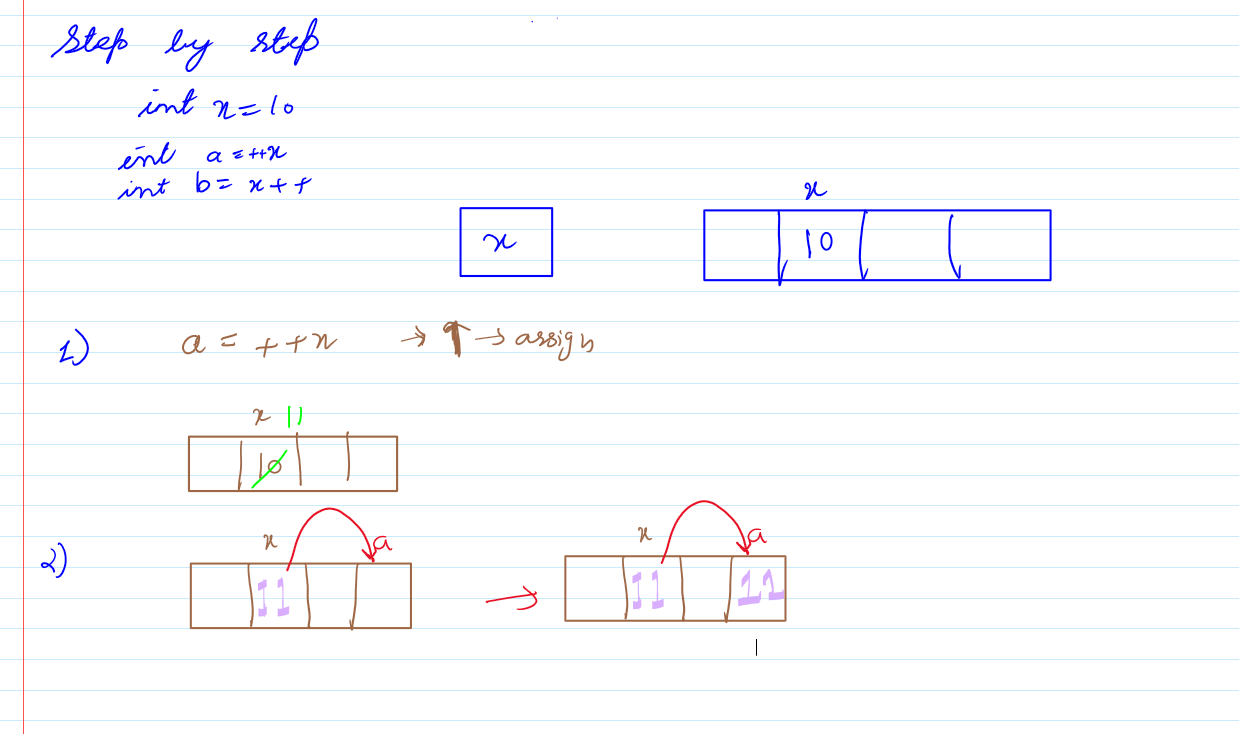 Step by step
int x = 10
int a = ++x
int b = x++
x
x
10
1) a = ++x → ↑ → assign
x 11
10
2) x a
11
→
x a
11 11